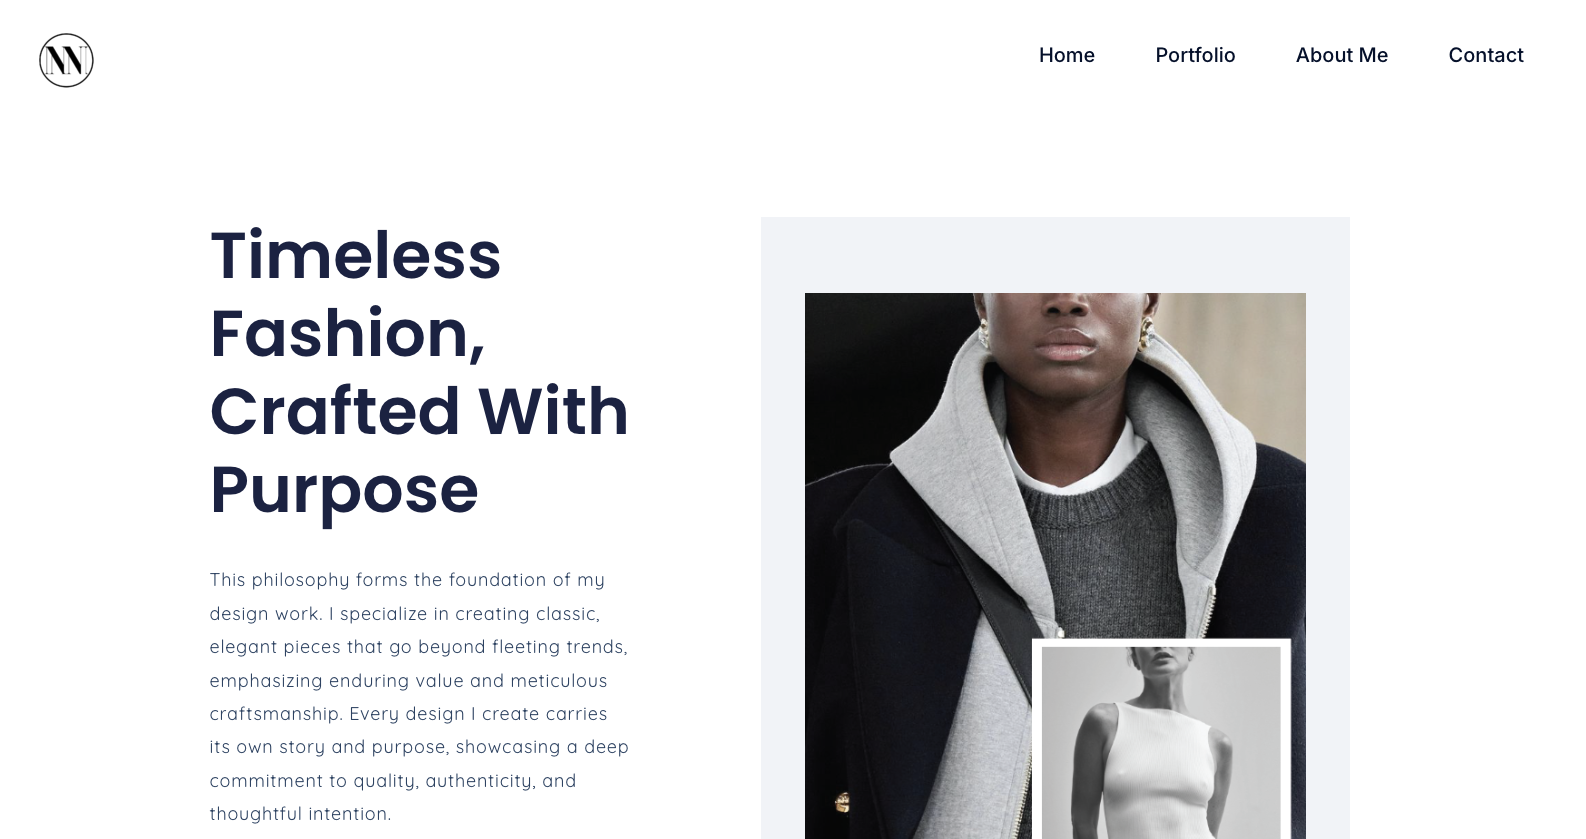 NN
Home Portfolio About Me Contact
Timeless
Fashion,
Crafted With
Purpose
This philosophy forms the foundation of my
design work. I specialize in creating classic,
elegant pieces that go beyond fleeting trends,
emphasizing enduring value and meticulous
craftsmanship. Every design I create carries
its own story and purpose, showcasing a deep
commitment to quality, authenticity, and
thoughtful intention.